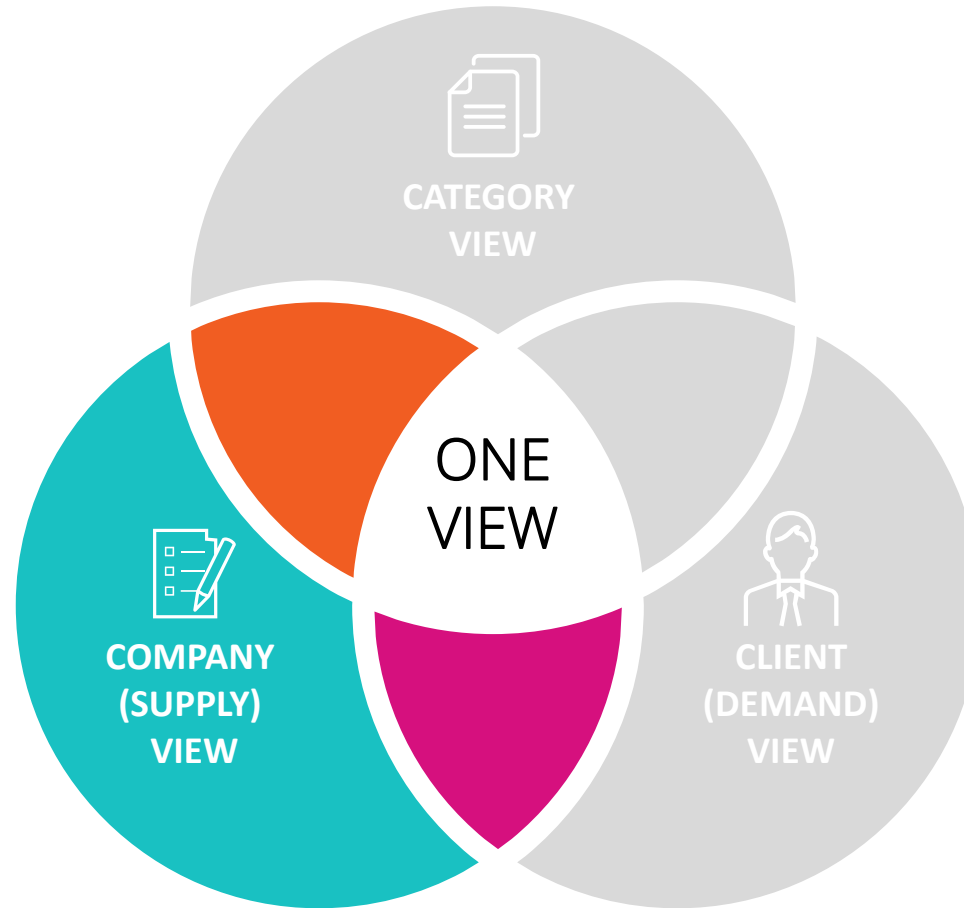 CATEGORY
VIEW
ONE
VIEW
COMPANY
(SUPPLY)
VIEW
CLIENT
(DEMAND)
VIEW